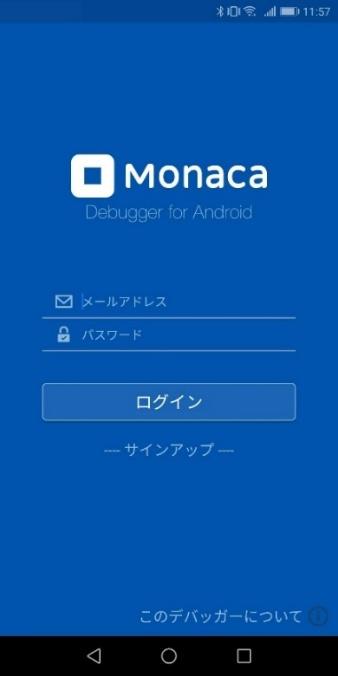 11:57
Monaca
Debugger for Android
メールアドレス
パスワード
ログイン
---- サインアップ ----
このデバッガーについて